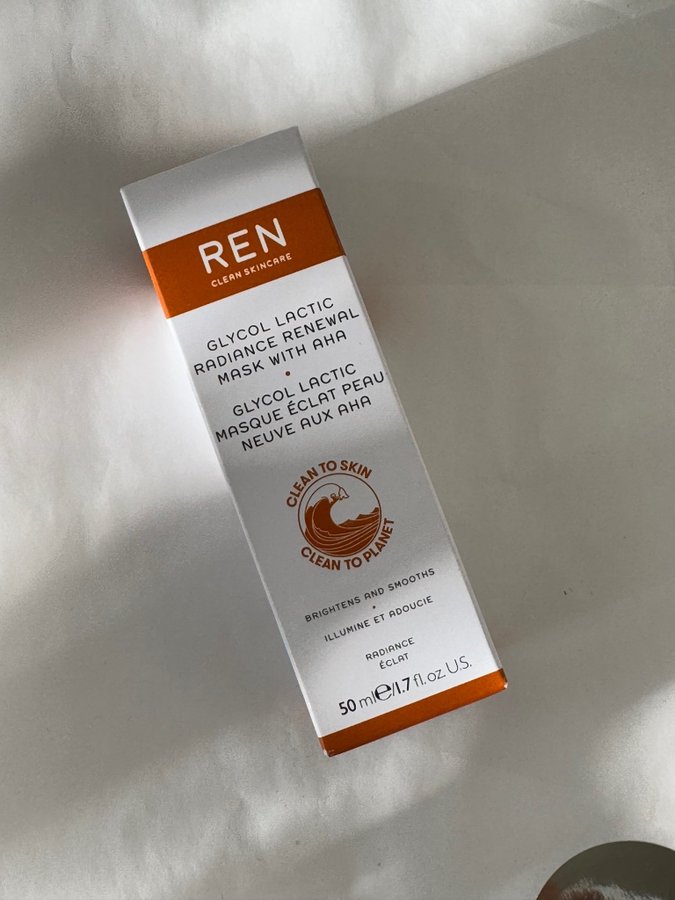 REN
CLEAN SKINCARE
GLYCOL LACTIC
RADIANCE RENEWAL
MASK WITH AHA
GLYCOL LACTIC
MASQUE ÉCLAT PEAU
NEUVE AUX AHA
CLEAN TO SKIN
CLEAN TO PLANET
BRIGHTENS AND SMOOTHS
ILLUMINE ET ADOUCIE
RADIANCE
ÉCLAT
50 ml℮/1.7 fl.oz U.S.